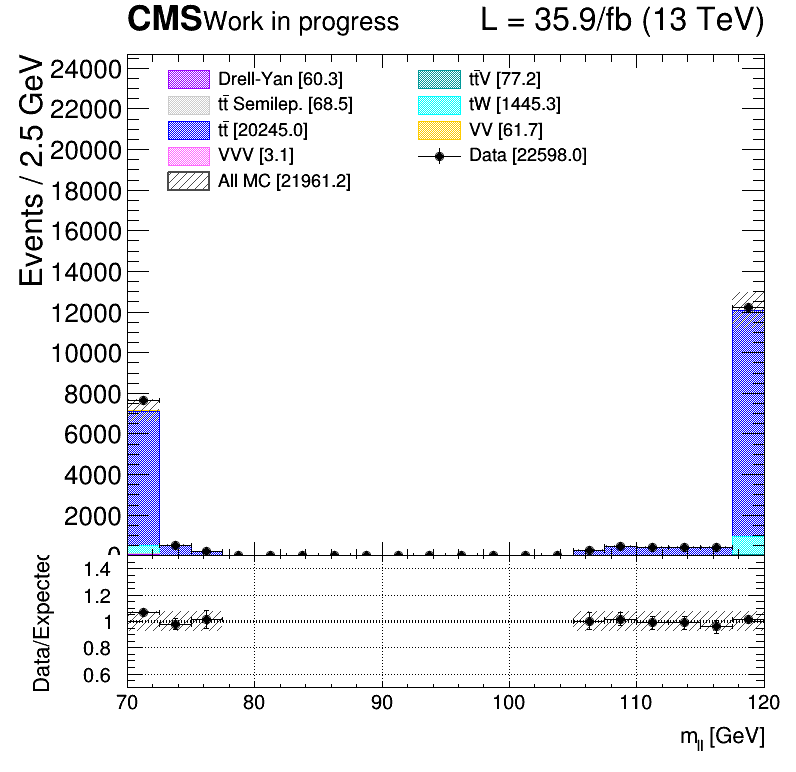 CMS Work in progress L = 35.9/fb (13 TeV)
Events / 2.5 GeV
24000
22000
20000
18000
16000
14000
12000
10000
8000
6000
4000
2000
0
Drell-Yan [60.3]
tt̄ Semilep. [68.5]
tt̄ [20245.0]
VVV [3.1]
All MC [21961.2]
tt̄V [77.2]
tW [1445.3]
VV [61.7]
Data [22598.0]
Data/Expected
1.4
1.2
1
0.8
0.6
70 80 90 100 110 120
m_ll [GeV]